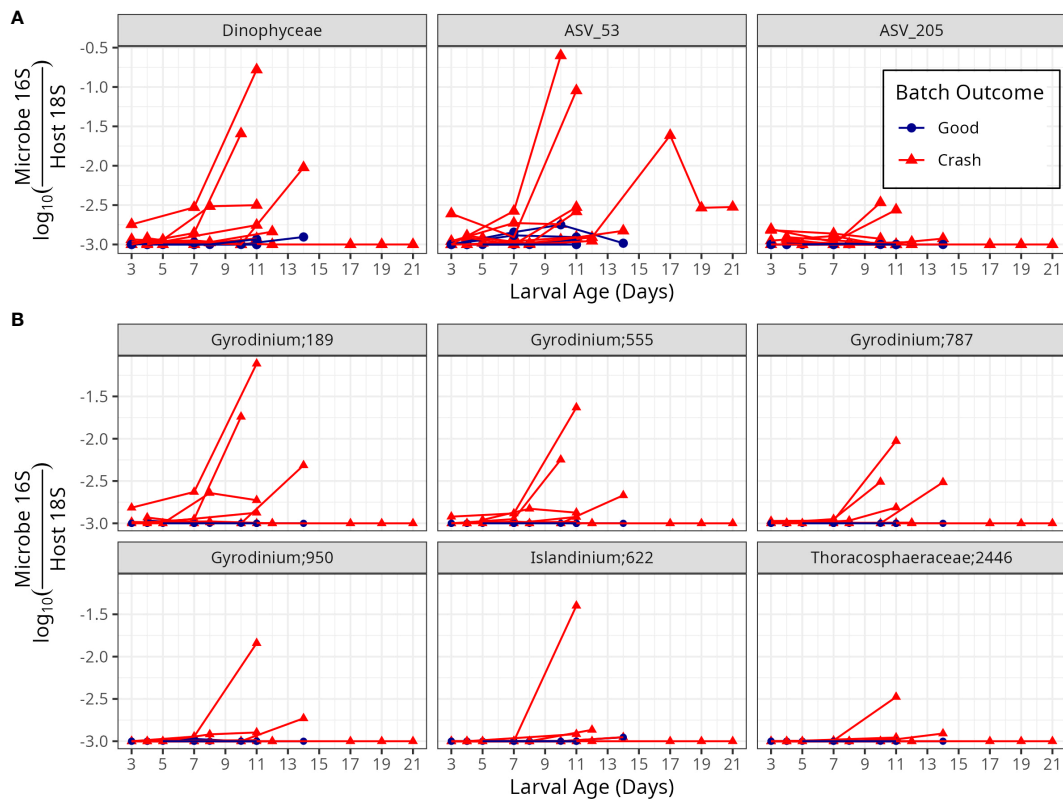 A
Dinophyceae
ASV_53
ASV_205
log10(Microbe 16S
Host 18S)
-0.5
-1.0
-1.5
-2.0
-2.5
-3.0
Batch Outcome
Good
Crash
3 5 7 9 11 13 15 17 19 21
3 5 7 9 11 13 15 17 19 21
3 5 7 9 11 13 15 17 19 21
Larval Age (Days)
B
Gyrodinium;189
Gyrodinium;555
Gyrodinium;787
log10(Microbe 16S
Host 18S)
-1.5
-2.0
-2.5
-3.0
Gyrodinium;950
Islandinium;622
Thoracosphaeraceae;2446
-1.5
-2.0
-2.5
-3.0
3 5 7 9 11 13 15 17 19 21
3 5 7 9 11 13 15 17 19 21
3 5 7 9 11 13 15 17 19 21
Larval Age (Days)